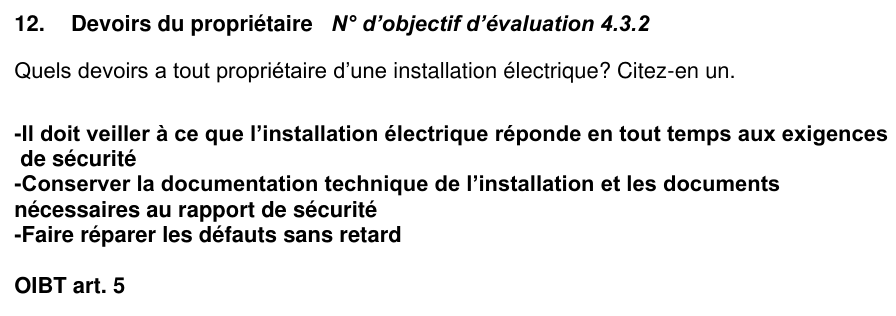 12. Devoirs du propriétaire N° d’objectif d’évaluation 4.3.2
Quels devoirs a tout propriétaire d’une installation électrique? Citez-en un.
-Il doit veiller à ce que l’installation électrique réponde en tout temps aux exigences
de sécurité
-Conserver la documentation technique de l’installation et les documents
nécessaires au rapport de sécurité
-Faire réparer les défauts sans retard
OIBT art. 5